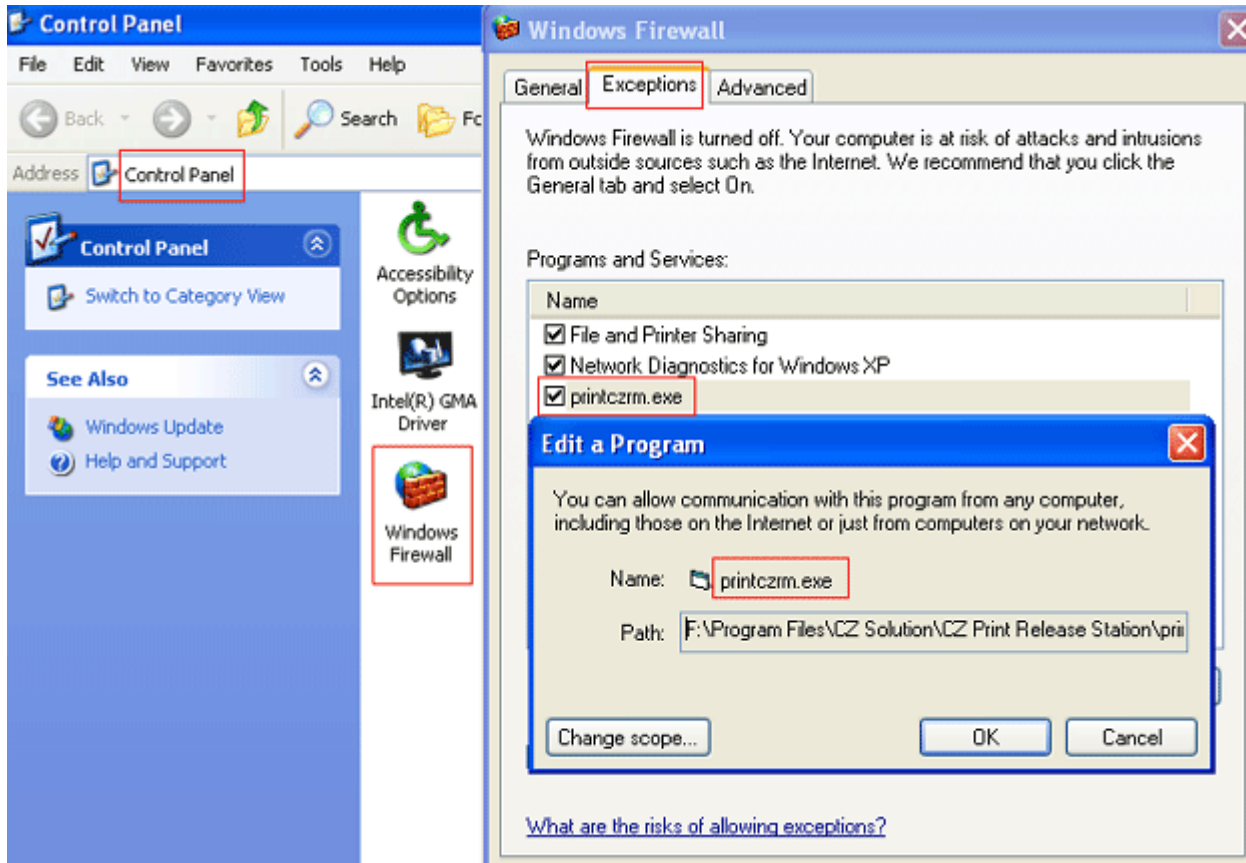 Control Panel
File Edit View Favorites Tools Help
Back Search Fo
Address Control Panel
Control Panel
Switch to Category View
See Also
Windows Update
Help and Support
Accessibility
Options
Intel(R) GMA
Driver
Windows
Firewall
Windows Firewall
General Exceptions Advanced
Windows Firewall is turned off. Your computer is at risk of attacks and intrusions
from outside sources such as the Internet. We recommend that you click the
General tab and select On.
Programs and Services:
Name
File and Printer Sharing
Network Diagnostics for Windows XP
printczrm.exe
Edit a Program
You can allow communication with this program from any computer,
including those on the Internet or just from computers on your network.
Name: printczrm.exe
Path: F:\Program Files\CZ Solution\CZ Print Release Station\prin
Change scope... OK Cancel
What are the risks of allowing exceptions?